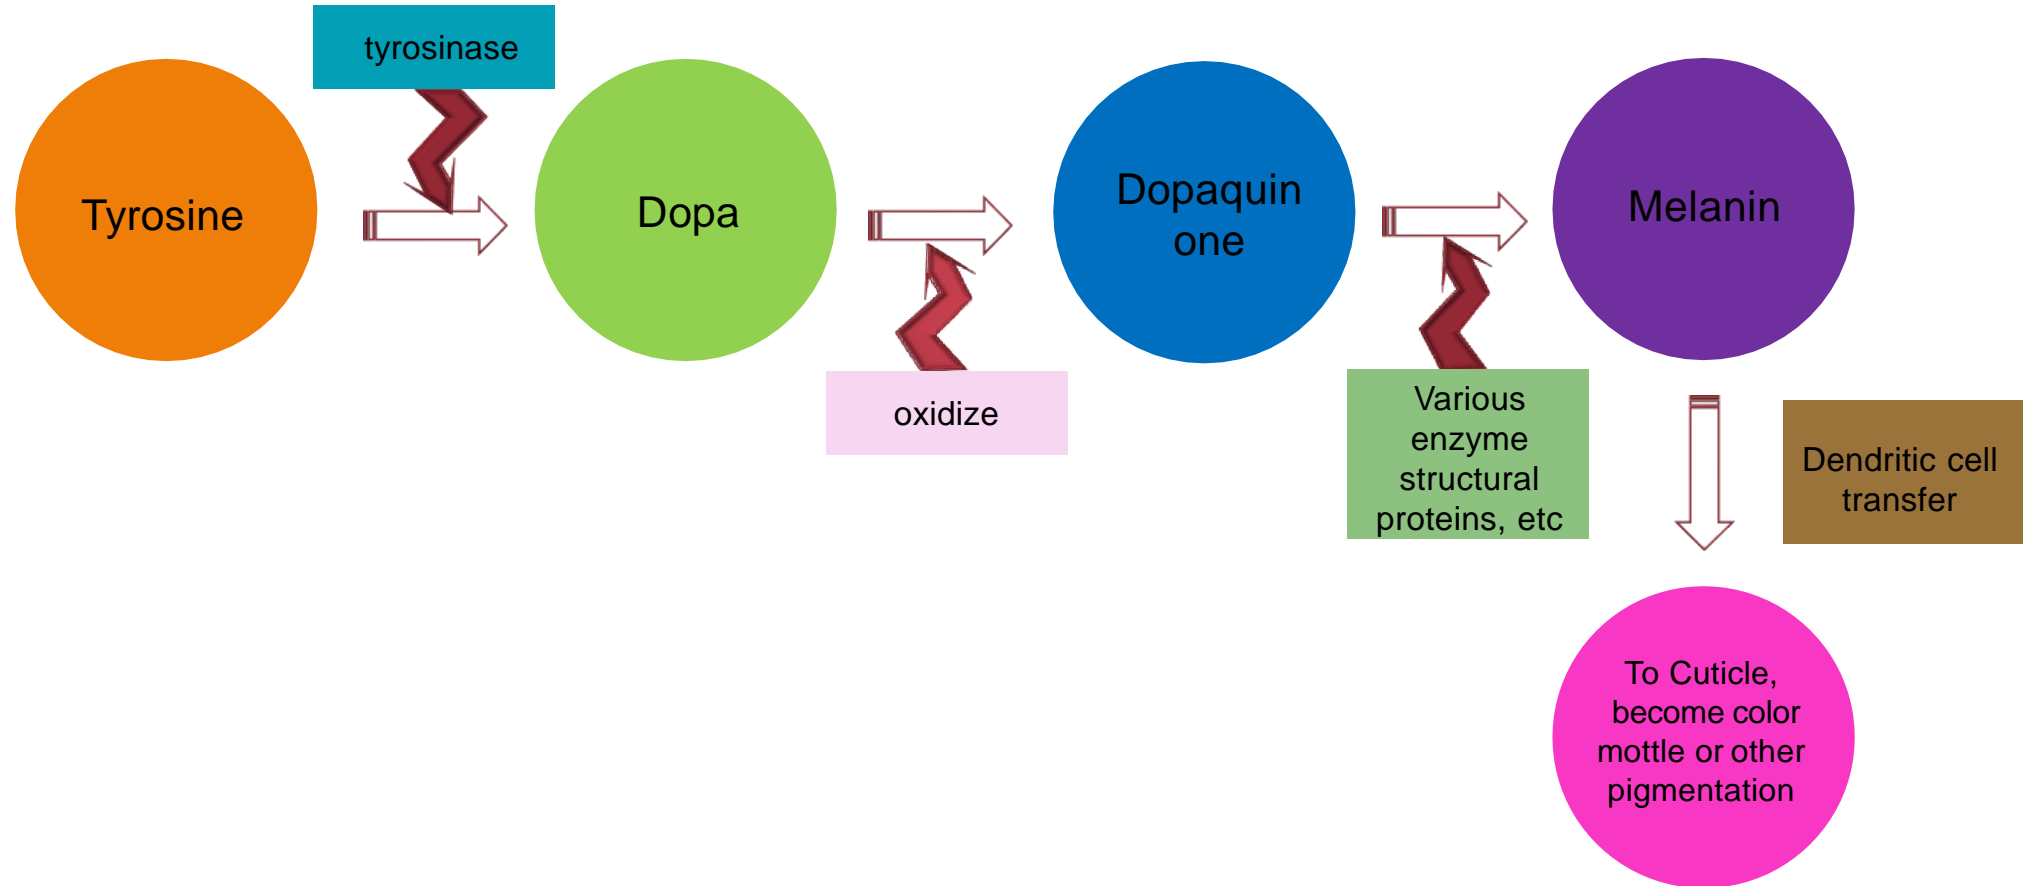 tyrosinase
Tyrosine
Dopa
Dopaquin
one
Melanin
oxidize
Various
enzyme
structural
proteins, etc
Dendritic cell
transfer
To Cuticle,
become color
mottle or other
pigmentation